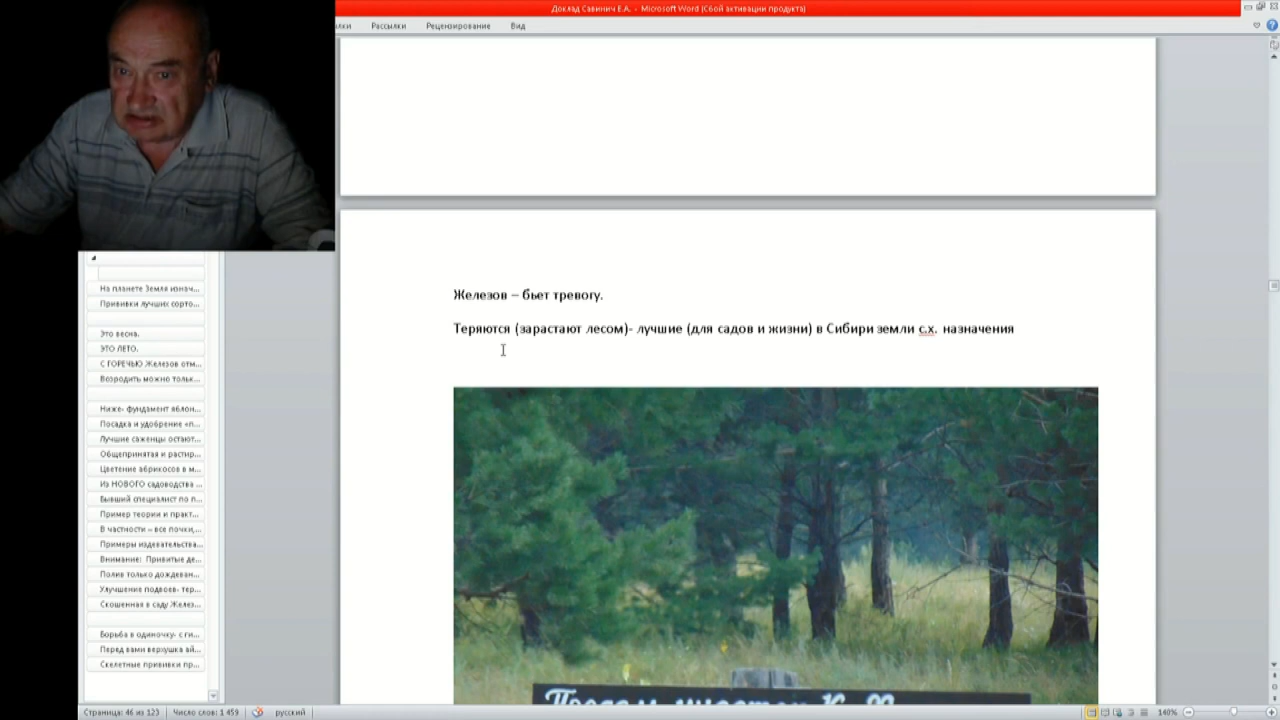 Доклад Савинич Е.А. - Microsoft Word (Сбой активации продукта)
лки Рассылки Рецензирование Вид
Железов – бьет тревогу.
Теряются (зарастают лесом)- лучшие (для садов и жизни) в Сибири земли с.х. назначения
На планете Земля изнач...
Прививки лучших сорто...
Это весна.
ЭТО ЛЕТО.
С ГОРЕЧЬЮ Железов отм...
Возродить можно тольк...
Ниже- фундамент яблон...
Посадка и удобрение «п...
Лучшие саженцы остают...
Общепринятая и растир...
Цветение абрикосов в м...
Из НОВОГО садоводства ...
Бывший специалист по п...
Пример теории и практ...
В частности – все почки,...
Примеры издевательства...
Внимание: Привитые де...
Полив только дождеван...
Улучшение подвоев- тер...
Скошенная в саду Желез...
Борьба в одиночку- с ги...
Перед вами верхушка ай...
Скелетные прививки пр...
Страница: 46 из 123 Число слов: 1 459 русский 140%